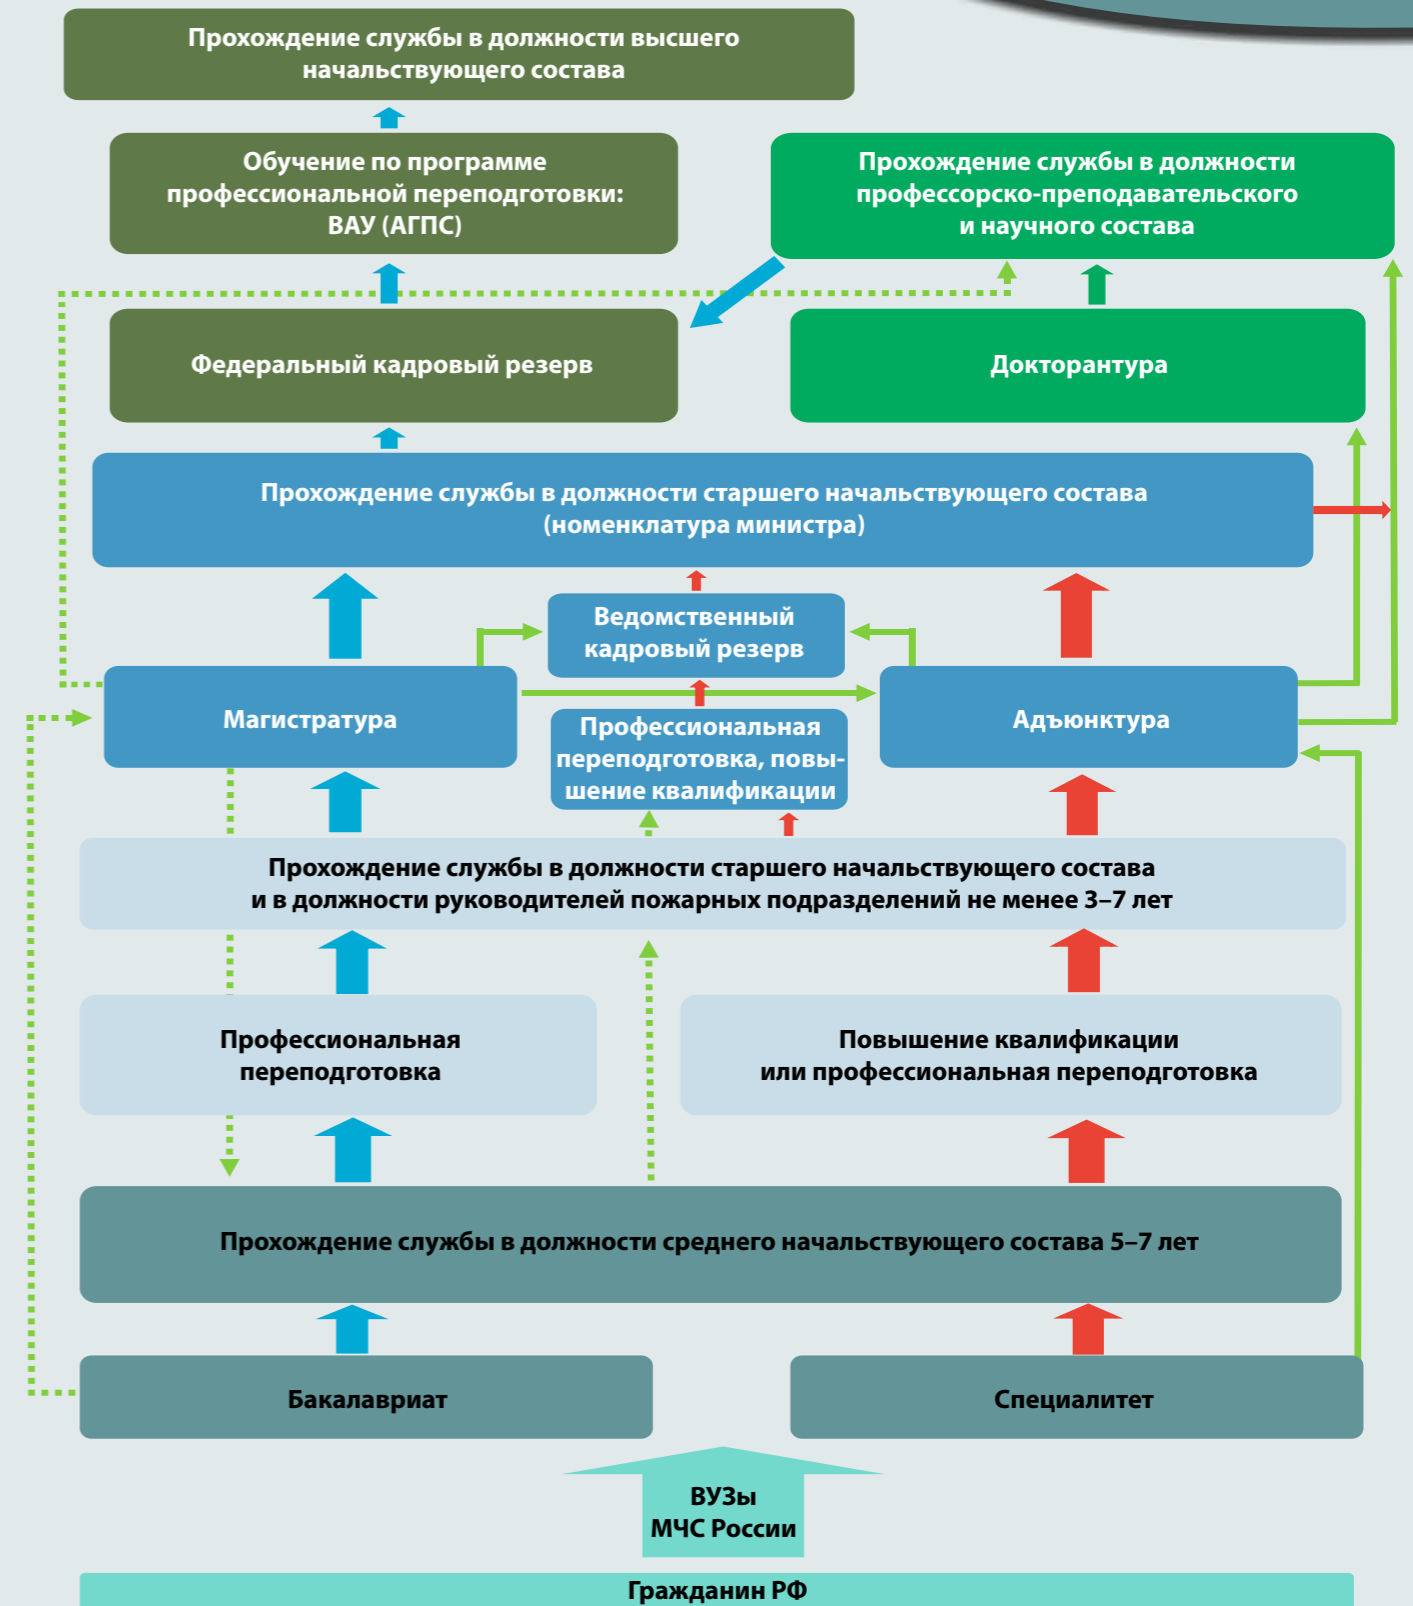 Прохождение службы в должности высшего
начальствующего состава
Обучение по программе
профессиональной переподготовки:
ВАУ (АГПС)
Прохождение службы в должности
профессорско-преподавательского
и научного состава
Федеральный кадровый резерв
Докторантура
Прохождение службы в должности старшего начальствующего состава
(номенклатура министра)
Ведомственный
кадровый резерв
Магистратура
Профессиональная
переподготовка, повы-
шение квалификации
Адъюнктура
Прохождение службы в должности старшего начальствующего состава
и в должности руководителей пожарных подразделений не менее 3–7 лет
Профессиональная
переподготовка
Повышение квалификации
или профессиональная переподготовка
Прохождение службы в должности среднего начальствующего состава 5–7 лет
Бакалавриат
Специалитет
ВУЗы
МЧС России
Гражданин РФ